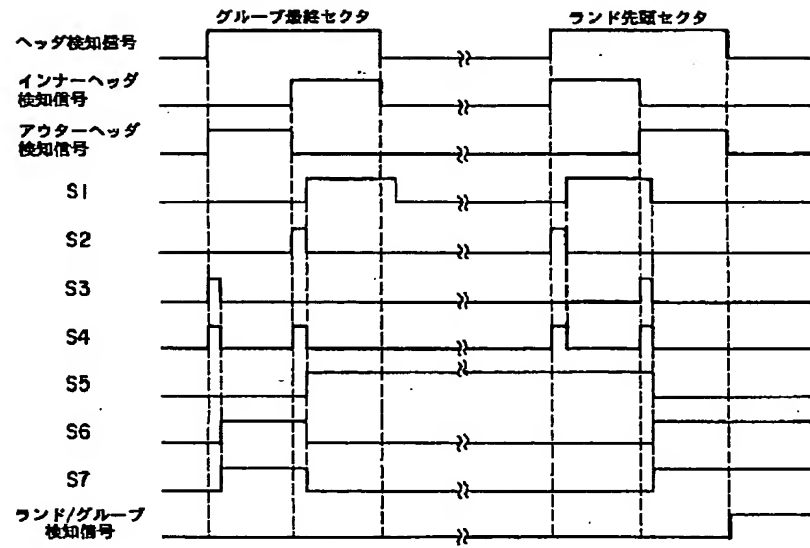 グルーブ最終セクタ
ランド先頭セクタ
ヘッダ検知信号
インナーヘッダ
検知信号
アウターヘッダ
検知信号
S1
S2
S3
S4
S5
S6
S7
ランド/グルーブ
検知信号